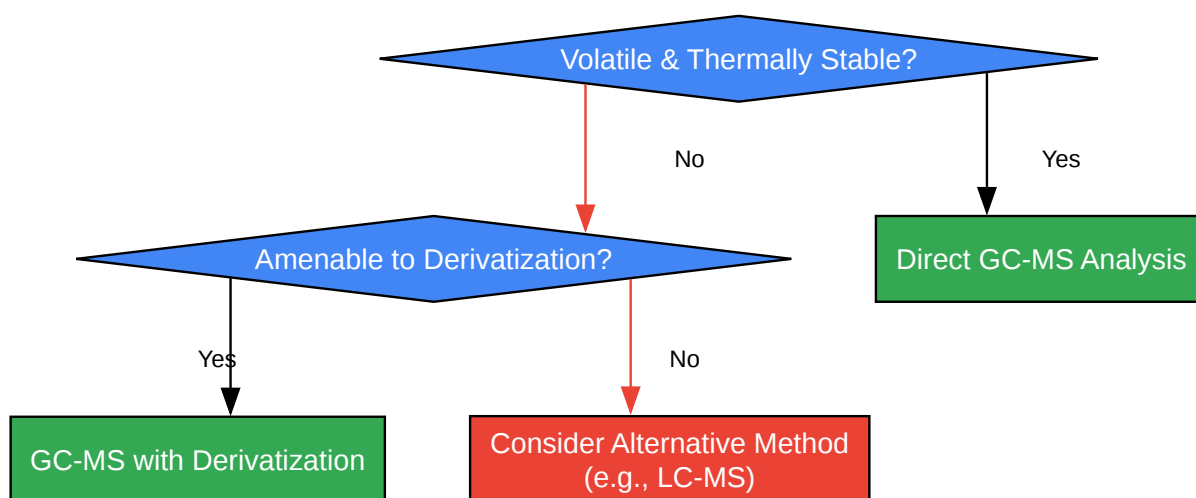 Volatile & Thermally Stable?
No
Yes
Amenable to Derivatization?
Direct GC-MS Analysis
Yes
No
GC-MS with Derivatization
Consider Alternative Method
(e.g., LC-MS)